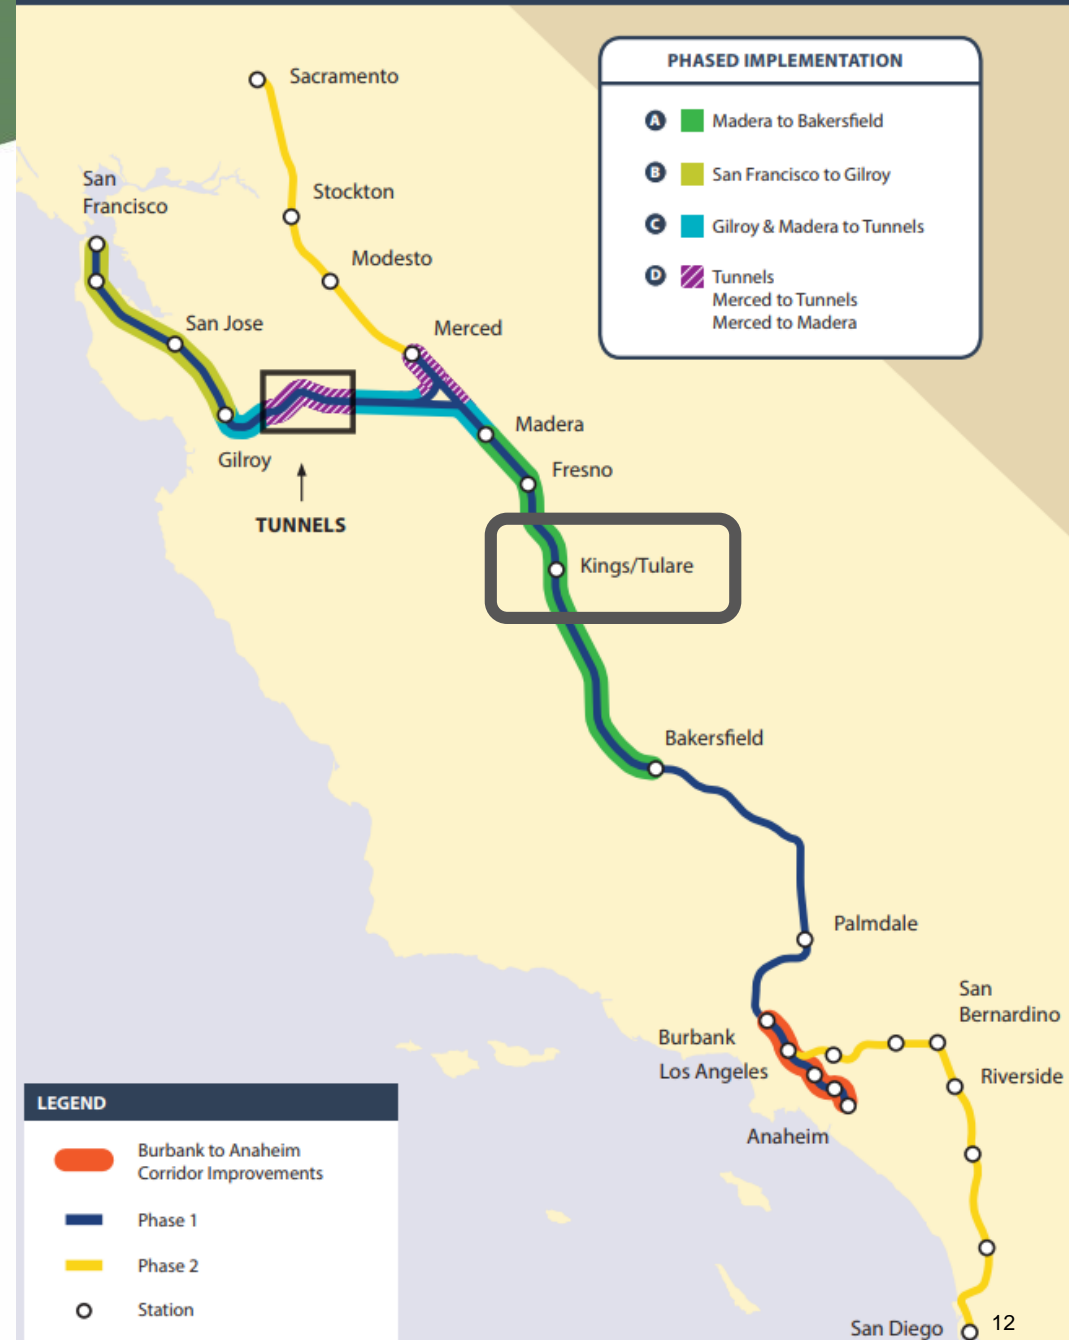 PHASED IMPLEMENTATION
A Madera to Bakersfield
B San Francisco to Gilroy
C Gilroy & Madera to Tunnels
D Tunnels
Merced to Tunnels
Merced to Madera
Sacramento
San
Francisco
Stockton
Modesto
San Jose
Merced
Madera
Gilroy
Fresno
TUNNELS
Kings/Tulare
Bakersfield
Palmdale
San
Bernardino
Burbank
Los Angeles
Riverside
Anaheim
San Diego
LEGEND
Burbank to Anaheim
Corridor Improvements
Phase 1
Phase 2
Station
12